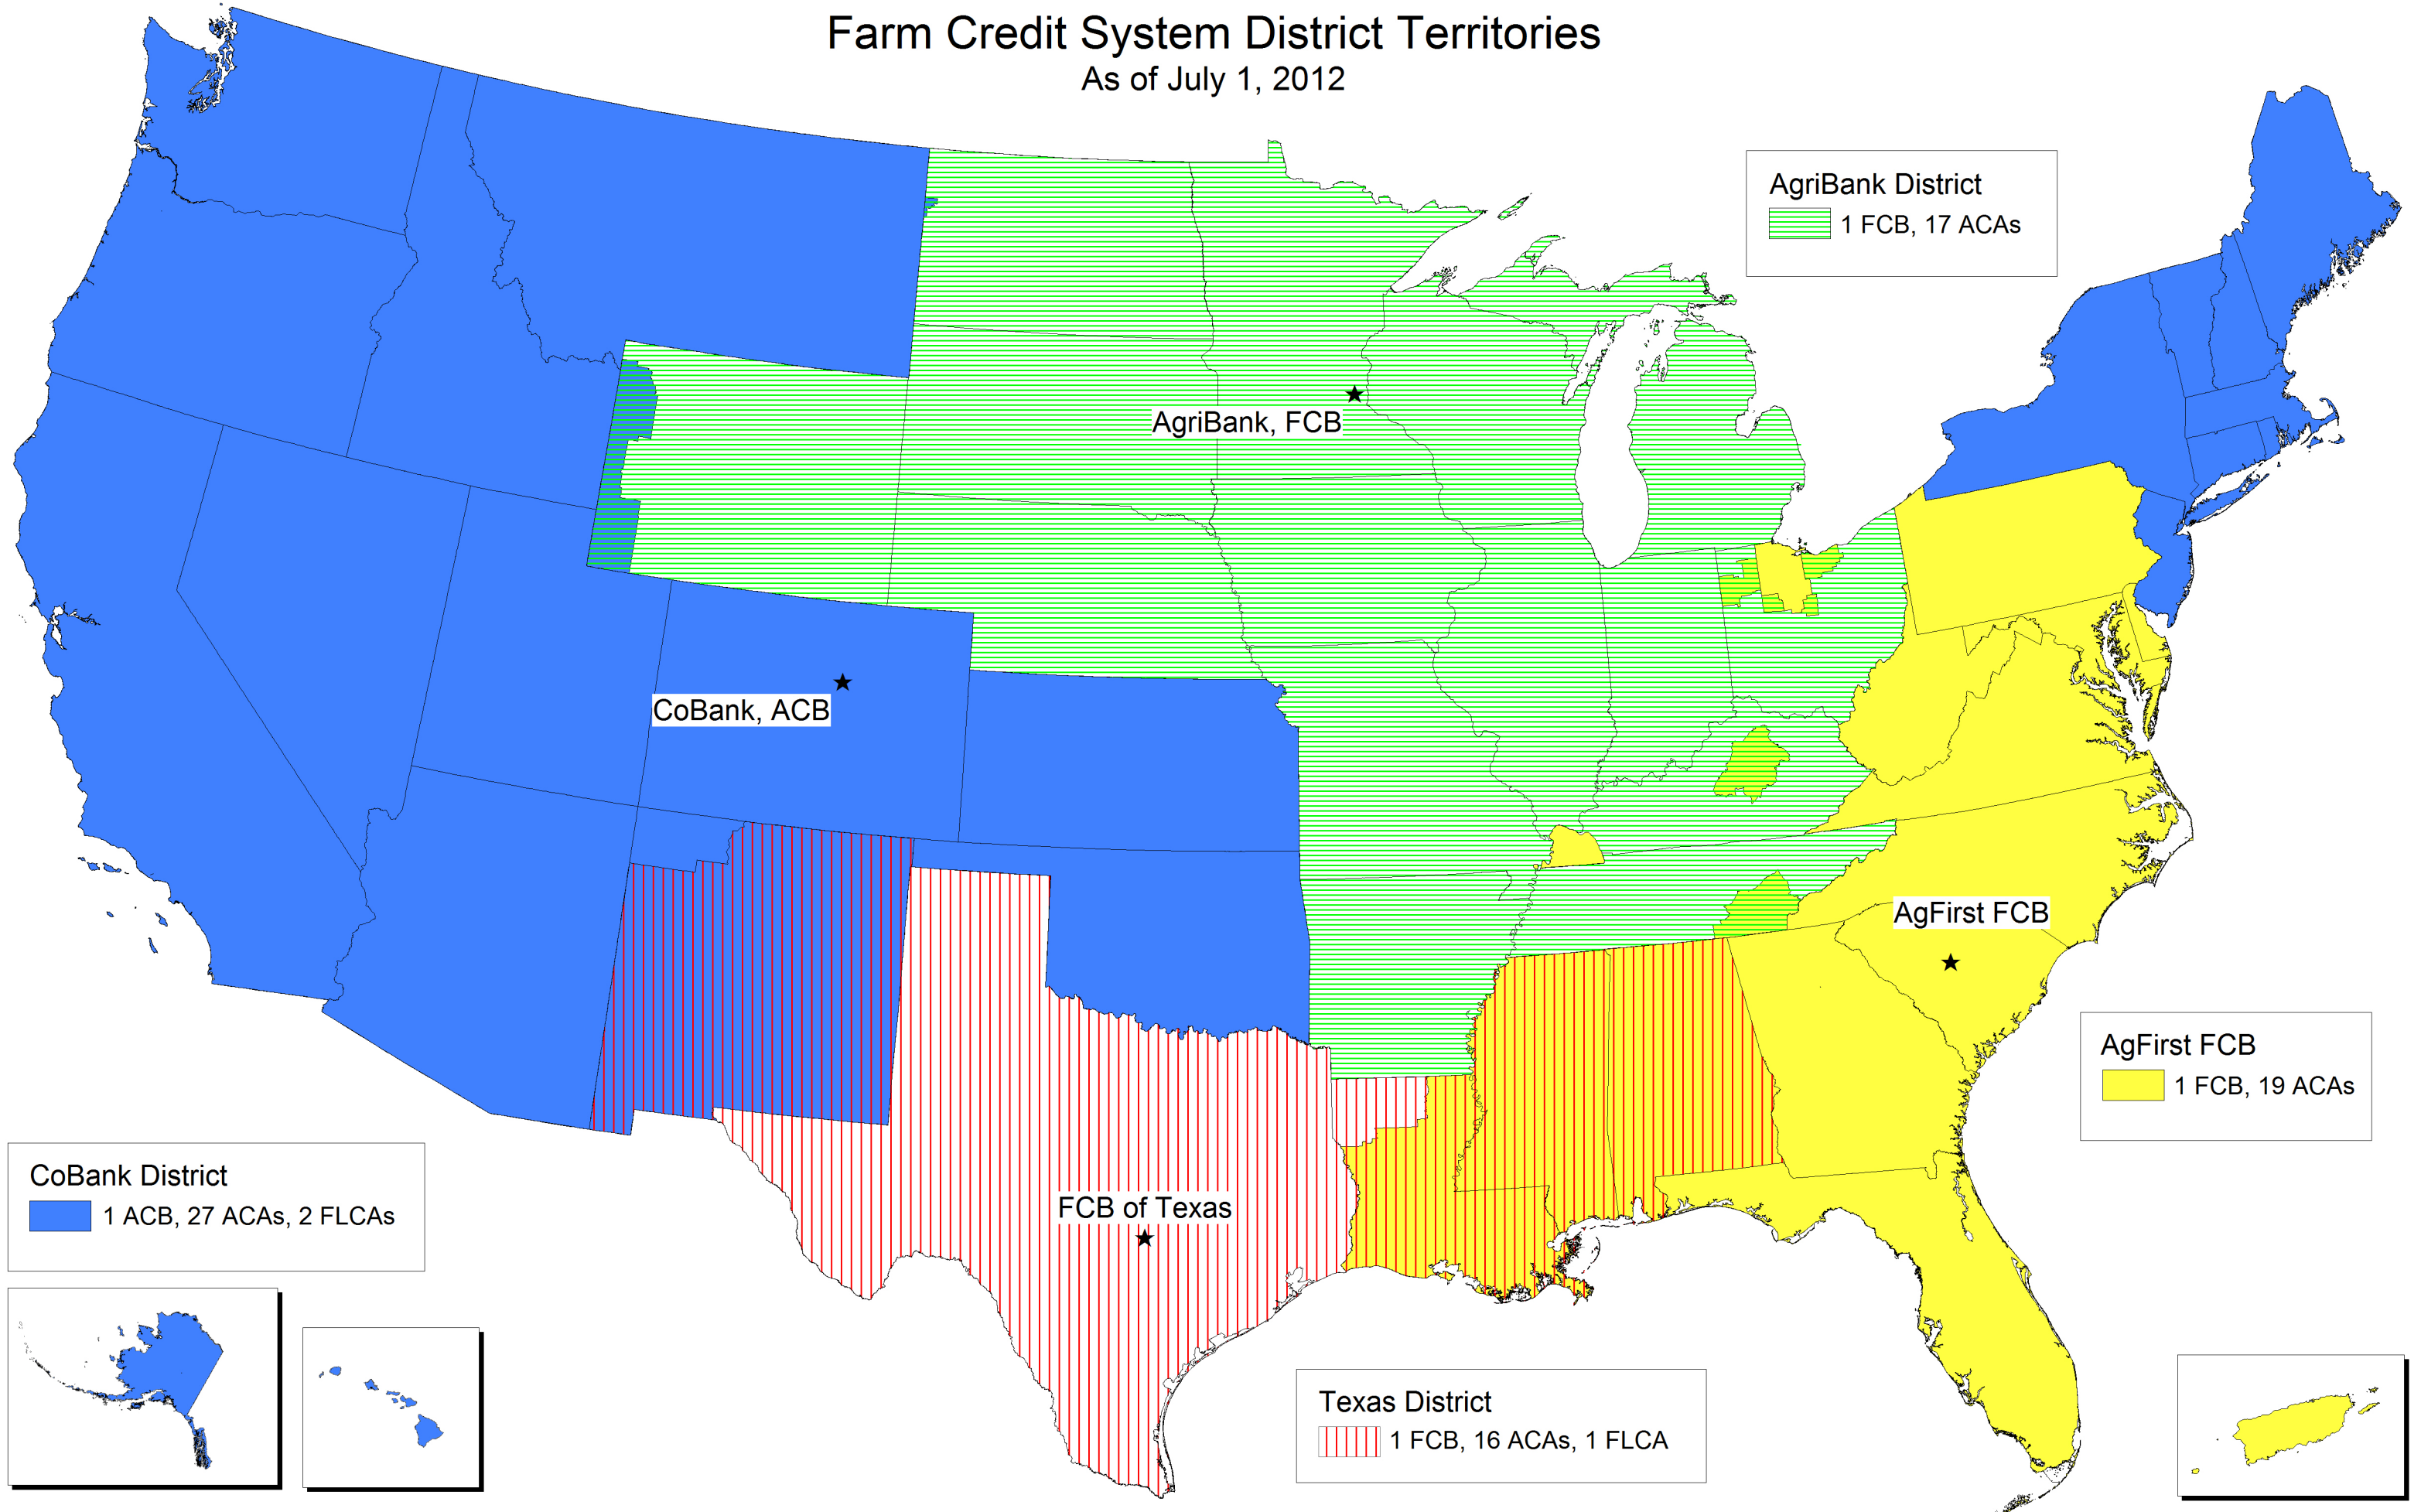 Farm Credit System District Territories
As of July 1, 2012
AgriBank District
1 FCB, 17 ACAs
AgriBank, FCB
CoBank, ACB
AgFirst FCB
AgFirst FCB
1 FCB, 19 ACAs
CoBank District
1 ACB, 27 ACAs, 2 FLCAs
FCB of Texas
Texas District
1 FCB, 16 ACAs, 1 FLCA